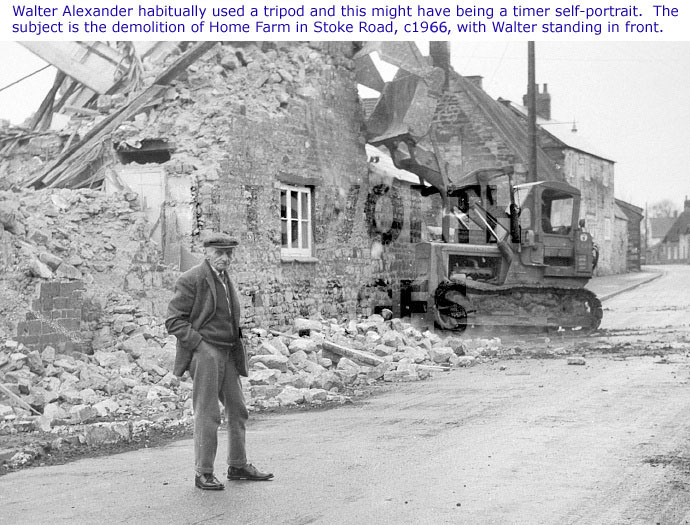 Walter Alexander habitually used a tripod and this might have being a timer self-portrait. The
subject is the demolition of Home Farm in Stoke Road, c1966, with Walter standing in front.